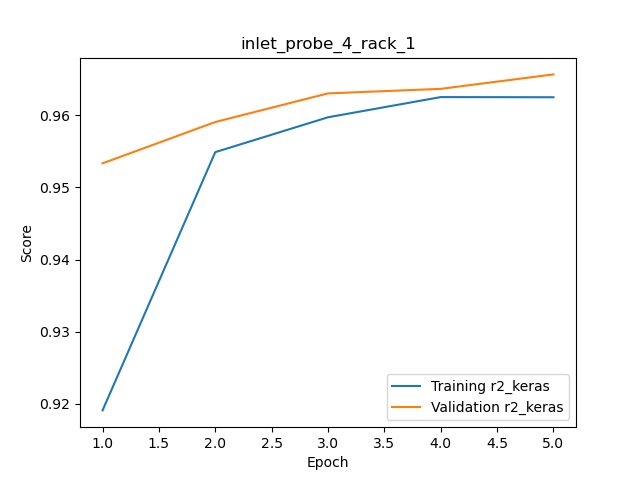 inlet_probe_4_rack_1
Score
0.96
0.95
0.94
0.93
0.92
Training r2_keras
Validation r2_keras
1.0 1.5 2.0 2.5 3.0 3.5 4.0 4.5 5.0
Epoch